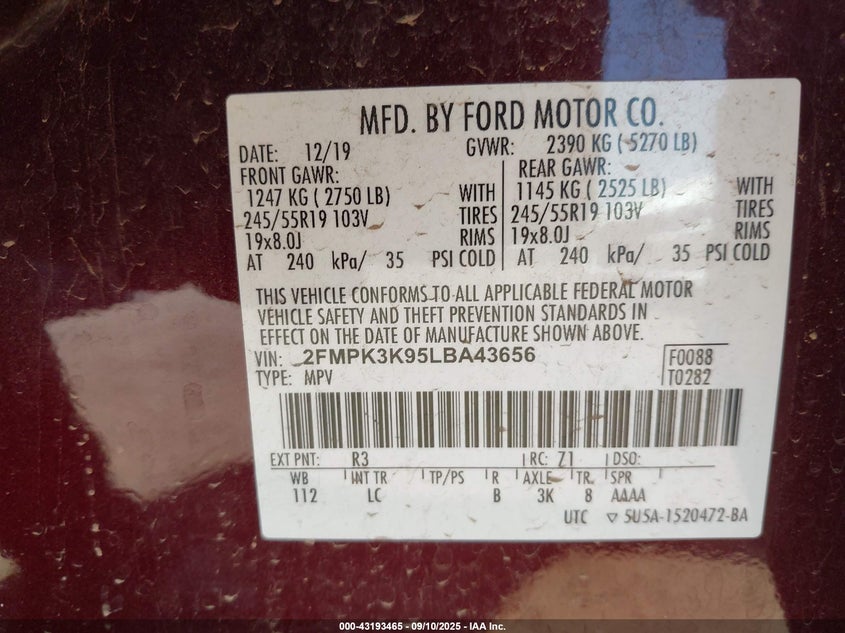 MFD. BY FORD MOTOR CO.
DATE: 12/19 GVWR: 2390 KG ( 5270 LB)
FRONT GAWR: REAR GAWR:
1247 KG ( 2750 LB) WITH 1145 KG ( 2525 LB) WITH
245/55R19 103V TIRES 245/55R19 103V TIRES
19x8.0J RIMS 19x8.0J RIMS
AT 240 kPa/ 35 PSI COLD AT 240 kPa/ 35 PSI COLD
THIS VEHICLE CONFORMS TO ALL APPLICABLE FEDERAL MOTOR
VEHICLE SAFETY AND THEFT PREVENTION STANDARDS IN
EFFECT ON THE DATE OF MANUFACTURE SHOWN ABOVE.
VIN: 2FMPK3K95LBA43656 F0088
TYPE: MPV T0282
EXT PNT: R3 RC: Z1 DSO:
WB INT TR TP/PS R AXLE TR SPR
112 LC B 3K 8 AAAA
UTC ▽ 5U5A-1520472-BA
000-43193465 - 09/10/2025 - IAA Inc.